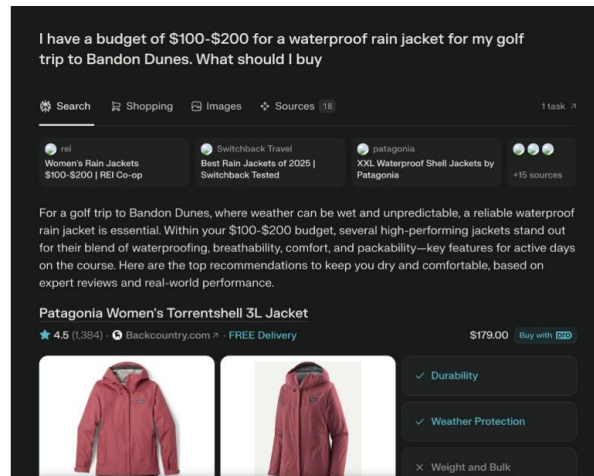 I have a budget of $100-$200 for a waterproof rain jacket for my golf
trip to Bandon Dunes. What should I buy
Search Shopping Images Sources 18 1 task
rei Switchback Travel patagonia
Women's Rain Jackets Best Rain Jackets of 2025 | XXL Waterproof Shell Jackets by
$100-$200 | REI Co-op Switchback Tested Patagonia +15 sources
For a golf trip to Bandon Dunes, where weather can be wet and unpredictable, a reliable waterproof
rain jacket is essential. Within your $100-$200 budget, several high-performing jackets stand out
for their blend of waterproofing, breathability, comfort, and packability—key features for active days
on the course. Here are the top recommendations to keep you dry and comfortable, based on
expert reviews and real-world performance.
Patagonia Women's Torrentshell 3L Jacket
4.5 (1,384) · Backcountry.com · FREE Delivery $179.00 Buy with pro
Durability
Weather Protection
Weight and Bulk